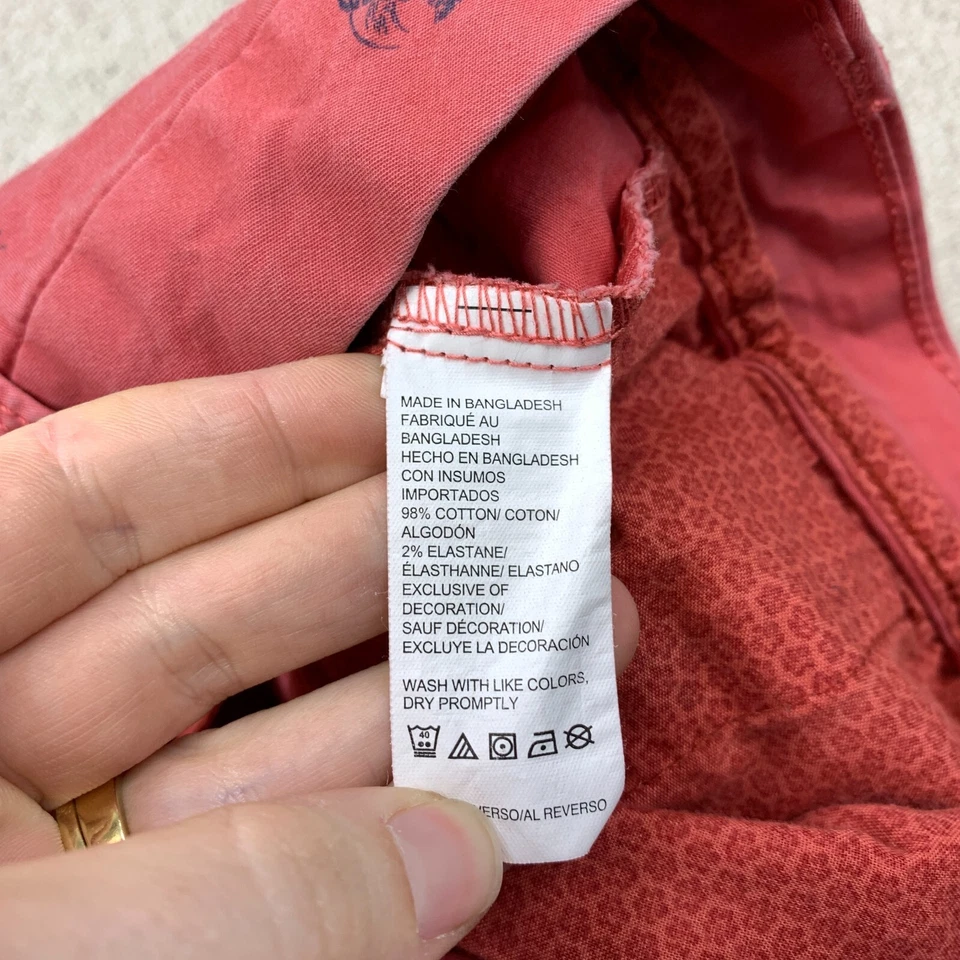 MADE IN BANGLADESH
FABRIQUÉ AU
BANGLADESH
HECHO EN BANGLADESH
CON INSUMOS
IMPORTADOS
98% COTTON/ COTON/
ALGODÓN
2% ELASTANE/
ÉLASTHANNE/ ELASTANO
EXCLUSIVE OF
DECORATION/
SAUF DÉCORATION/
EXCLUYE LA DECORACIÓN
WASH WITH LIKE COLORS,
DRY PROMPTLY
40
/AL REVERSO